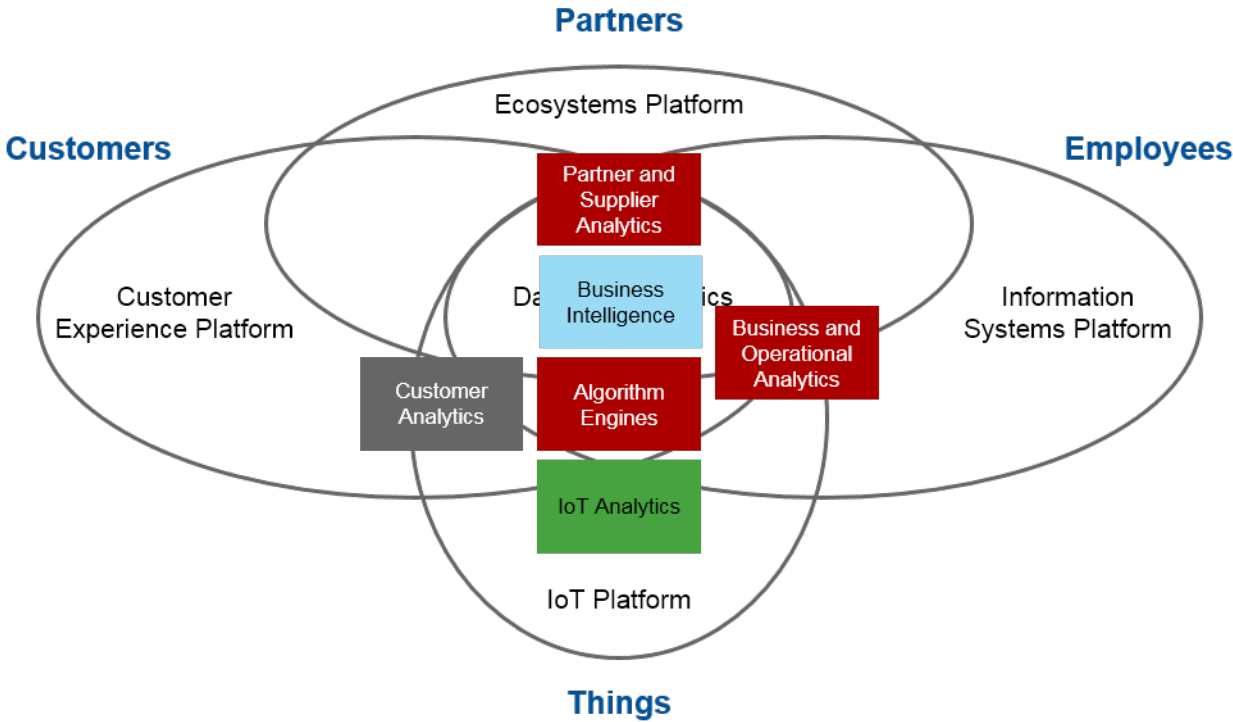 Partners
Ecosystems Platform
Customers
Employees
Partner and
Supplier
Analytics
Customer
Experience Platform
Business
Intelligence
Information
Systems Platform
Business and
Operational
Analytics
Customer
Analytics
Algorithm
Engines
IoT Analytics
IoT Platform
Things